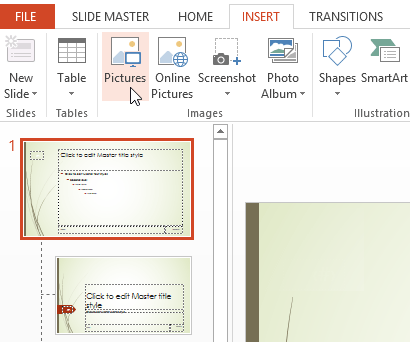 FILE SLIDE MASTER HOME INSERT TRANSITIONS
New Slide Table Pictures Online Pictures Screenshot Photo Album Shapes SmartArt
Slides Tables Images Illustration
1
Click to edit Master title style
Click to edit Master title
style